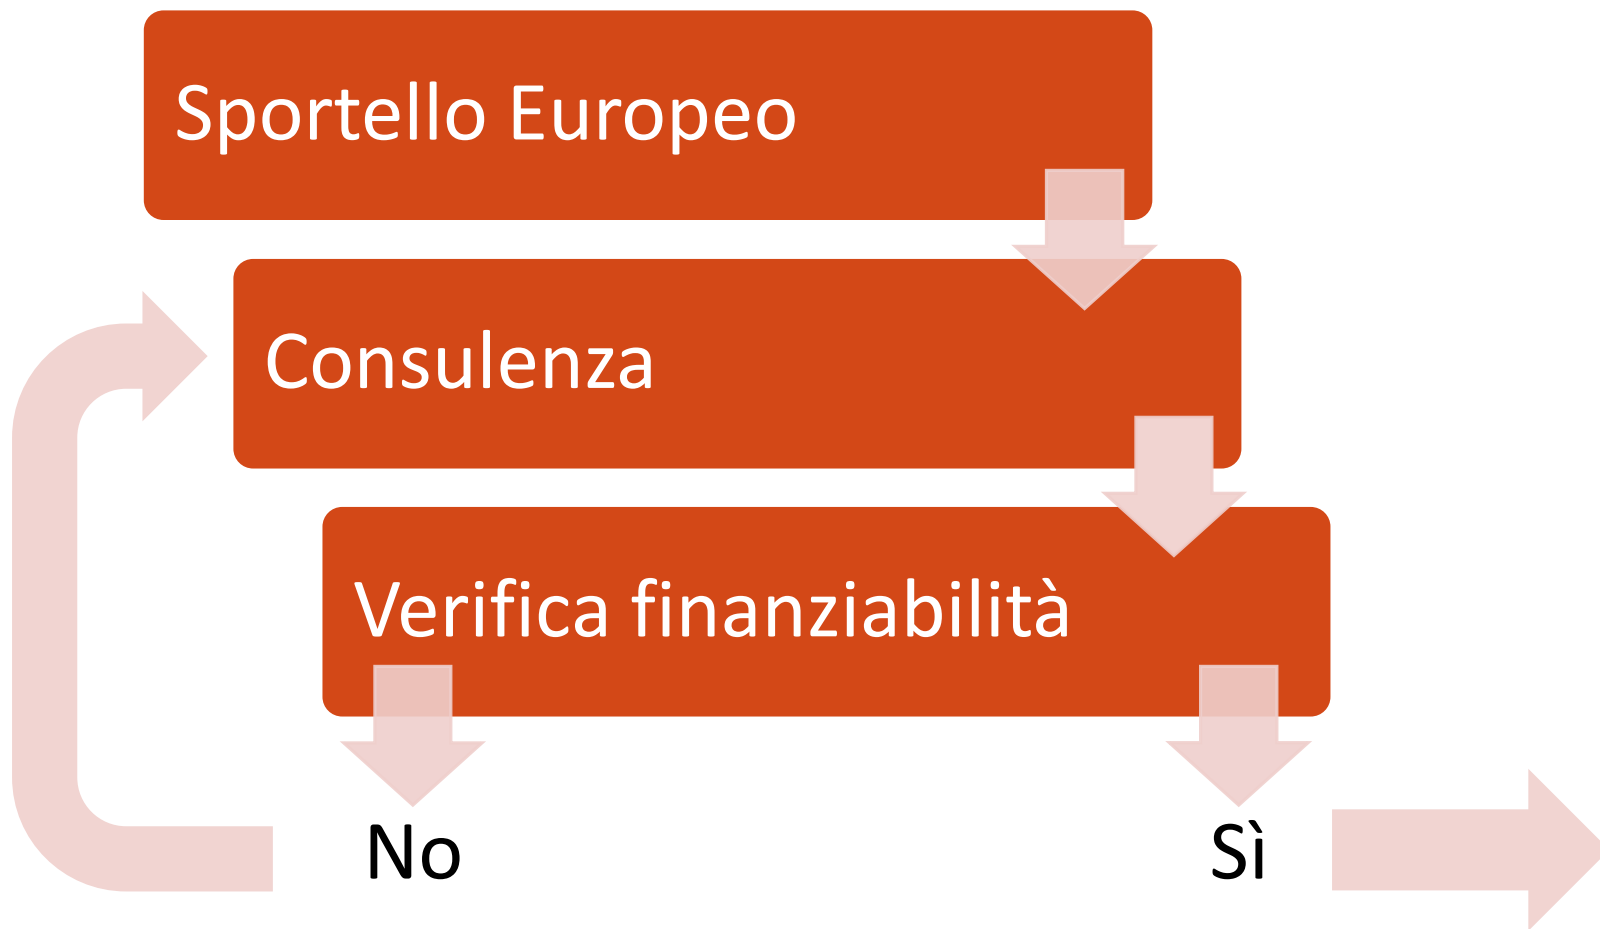 Sportello Europeo
Consulenza
Verifica finanziabilità
No
Sì